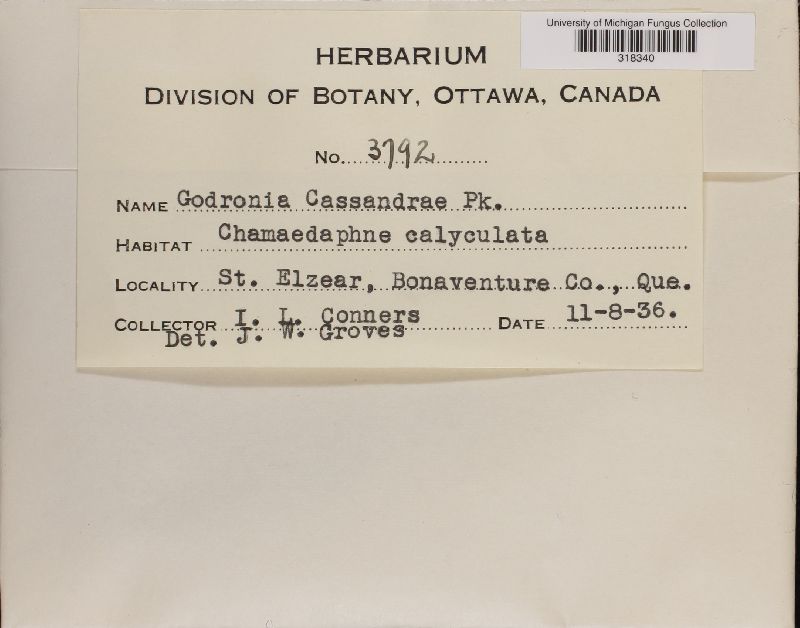 University of Michigan Fungus Collection
318340
HERBARIUM
DIVISION OF BOTANY, OTTAWA, CANADA
No. 3792
NAME Godronia Cassandrae Pk.
HABITAT Chamaedaphne calyculata
LOCALITY St. Elzear, Bonaventure Co., Que.
COLLECTOR I. L. Conners DATE 11-8-36.
Det. J. W. Groves